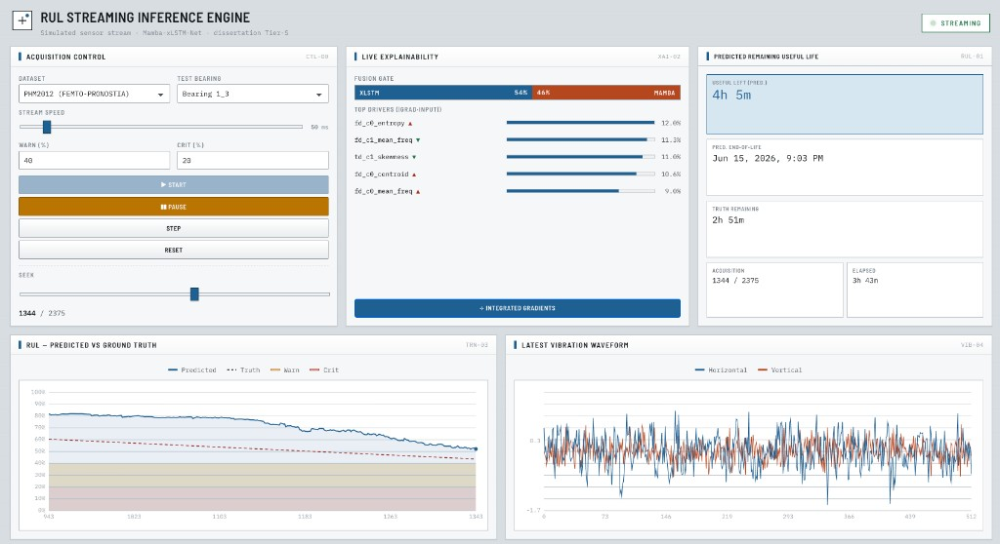 RUL STREAMING INFERENCE ENGINE
Simulated sensor stream · Mamba-xLSTM-Net · dissertation Tier-5
STREAMING
ACQUISITION CONTROL
CTL-00
DATASET
TEST BEARING
PHM2012 (FEMTO-PRONOSTIA)
Bearing 1_3
STREAM SPEED
50 ms
WARN (%)
CRIT (%)
40
20
START
PAUSE
STEP
RESET
SEEK
1344 / 2375
LIVE EXPLAINABILITY
XAI-02
FUSION GATE
XLSTM 54% 46% MAMBA
TOP DRIVERS (|GRAD·INPUT|)
fd_c0_entropy ▲ 12.0%
fd_c1_mean_freq ▼ 11.3%
fd_c1_skewness ▼ 11.0%
fd_c0_centroid ▲ 10.6%
fd_c0_mean_freq ▲ 9.0%
+ INTEGRATED GRADIENTS
PREDICTED REMAINING USEFUL LIFE
RUL-01
USEFUL LEFT (PRED.)
4h 5m
PRED. END-OF-LIFE
Jun 15, 2026, 9:03 PM
TRUTH REMAINING
2h 51m
ACQUISITION
1344 / 2375
ELAPSED
3h 43m
RUL — PREDICTED VS GROUND TRUTH
TRN-03
Predicted Truth Warn Crit
100%
90%
80%
70%
60%
50%
40%
30%
20%
10%
0%
943 1023 1103 1183 1263 1343
LATEST VIBRATION WAVEFORM
VIB-04
Horizontal Vertical
0.3
-1.7
0 73 146 219 293 366 439 512